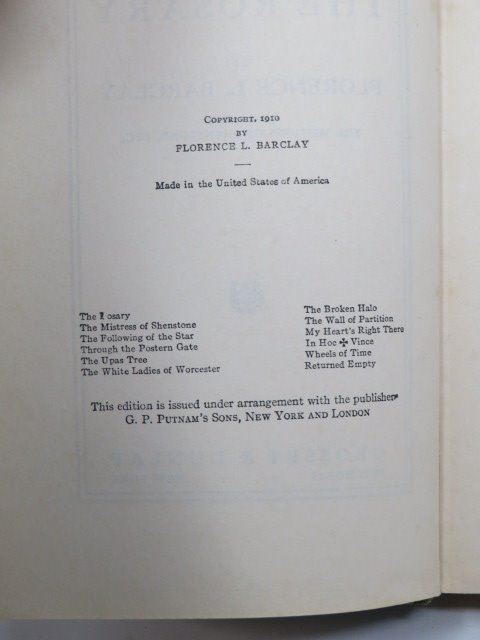 COPYRIGHT, 1910
BY
FLORENCE L. BARCLAY
Made in the United States of America
The Rosary
The Mistress of Shenstone
The Following of the Star
Through the Postern Gate
The Upas Tree
The White Ladies of Worcester
The Broken Halo
The Wall of Partition
My Heart's Right There
In Hoc ✠ Vince
Wheels of Time
Returned Empty
This edition is issued under arrangement with the publisher
G. P. PUTNAM'S SONS, NEW YORK AND LONDON